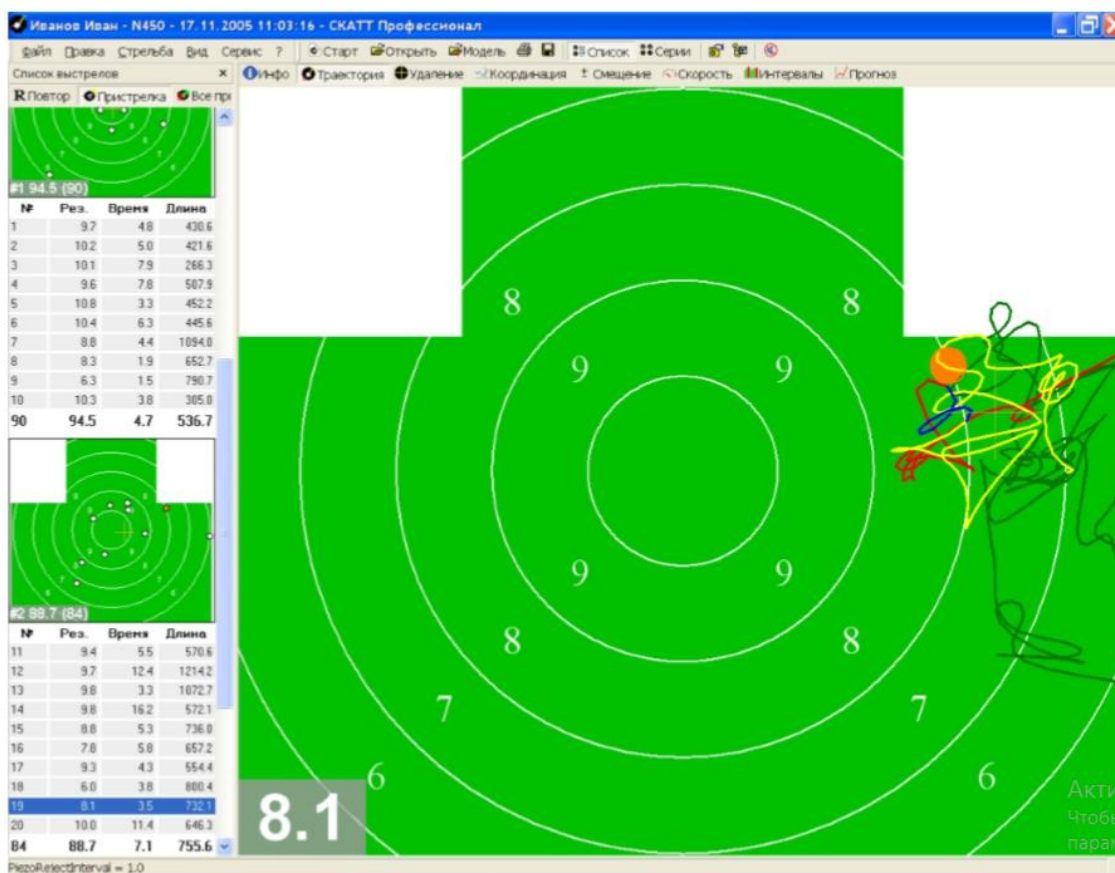 Иванов Иван - N450 - 17.11.2005 11:03:16 - СКАТТ Профессионал
Файл Правка Стрельба Вид Сервис ? Старт Открыть Модель Список Серии
Список выстрелов × Инфо Траектория Удаление Координация ± Смещение Скорость Интервалы Прогноз
R Повтор Пристрелка Все пр
#1 94.5 (90)
№ Рез. Время Длина
1 9.7 4.8 430.6
2 10.2 5.0 421.6
3 10.1 7.9 266.3
4 9.6 7.8 507.9
5 10.8 3.3 452.2
6 10.4 6.3 445.6
7 8.8 4.4 1094.0
8 8.3 1.9 652.7
9 6.3 1.5 790.7
10 10.3 3.8 305.0
90 94.5 4.7 536.7
#2 88.7 (84)
№ Рез. Время Длина
11 9.4 5.5 570.6
12 9.7 12.4 1214.2
13 9.8 3.3 1072.7
14 9.8 16.2 572.1
15 8.8 5.3 736.0
16 7.8 5.8 657.2
17 9.3 4.3 554.4
18 6.0 3.8 800.4
19 8.1 3.5 732.1
20 10.0 11.4 646.3
84 88.7 7.1 755.6
8 8
9 9
9 9
8 8
7 7
6 6
8.1
Акти
Чтобы
парам
PiezoRejectInterval = 1.0